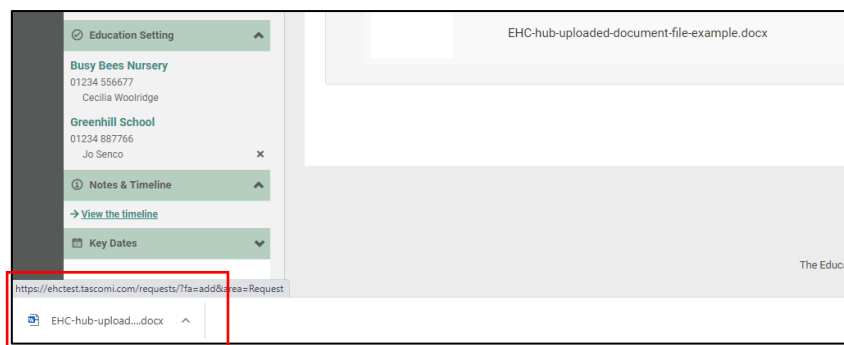 Education Setting
EHC-hub-uploaded-document-file-example.docx
Busy Bees Nursery
01234 556677
Cecilia Woolridge
Greenhill School
01234 887766
Jo Senco
Notes & Timeline
View the timeline
Key Dates
The Educa
https://ehctest.tascomi.com/requests/?fa=add&area=Request
EHC-hub-upload....docx